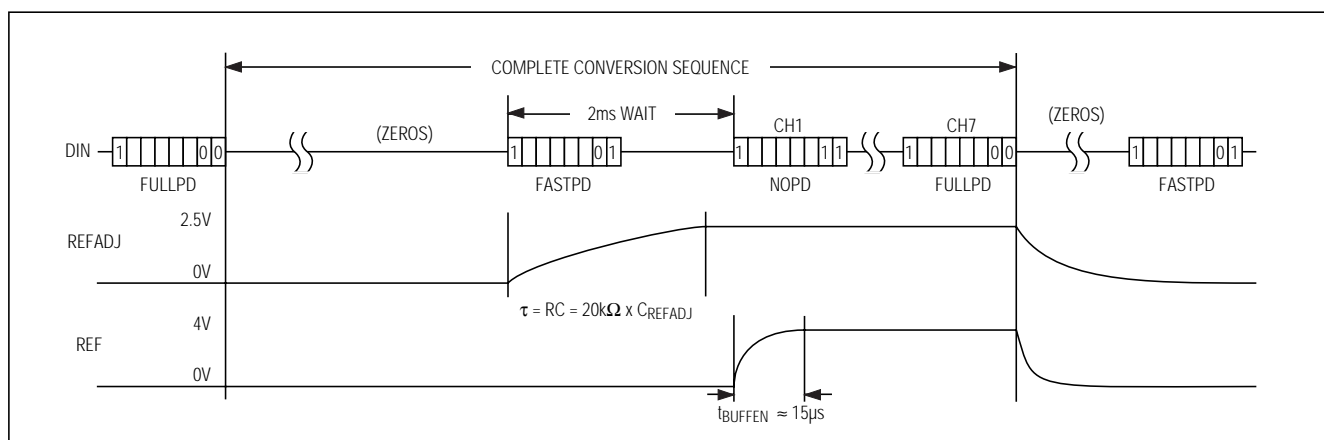 COMPLETE CONVERSION SEQUENCE
2ms WAIT
(ZEROS) CH1 CH7 (ZEROS)
DIN 1 0 0 1 0 1 1 1 1 1 0 0 1 0 1
FULLPD FASTPD NOPD FULLPD FASTPD
2.5V
REFADJ
0V
τ = RC = 20kΩ x CREFADJ
4V
REF
0V
tBUFFEN ≈ 15µs